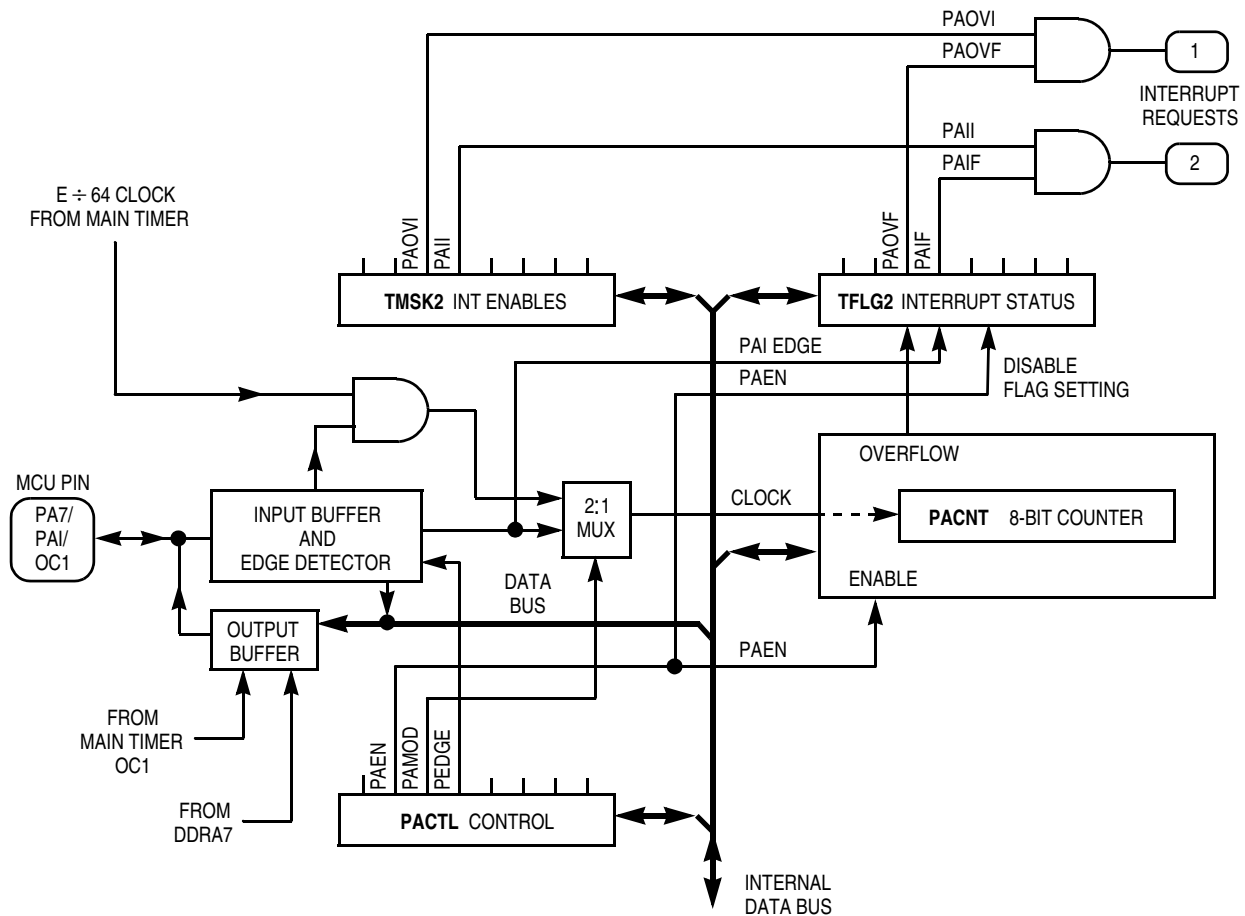 PAOVI
PAOVF
1
INTERRUPT
REQUESTS
PAII
PAIF
2
E ÷ 64 CLOCK
FROM MAIN TIMER
PAOVI
PAII
PAOVF
PAIF
TMSK2 INT ENABLES
TFLG2 INTERRUPT STATUS
PAI EDGE
PAEN
DISABLE
FLAG SETTING
OVERFLOW
MCU PIN
PA7/
PAI/
OC1
INPUT BUFFER
AND
EDGE DETECTOR
2:1
MUX
CLOCK
PACNT 8-BIT COUNTER
ENABLE
DATA
BUS
OUTPUT
BUFFER
PAEN
FROM
MAIN TIMER
OC1
PAEN
PAMOD
PEDGE
FROM
DDRA7
PACTL CONTROL
INTERNAL
DATA BUS